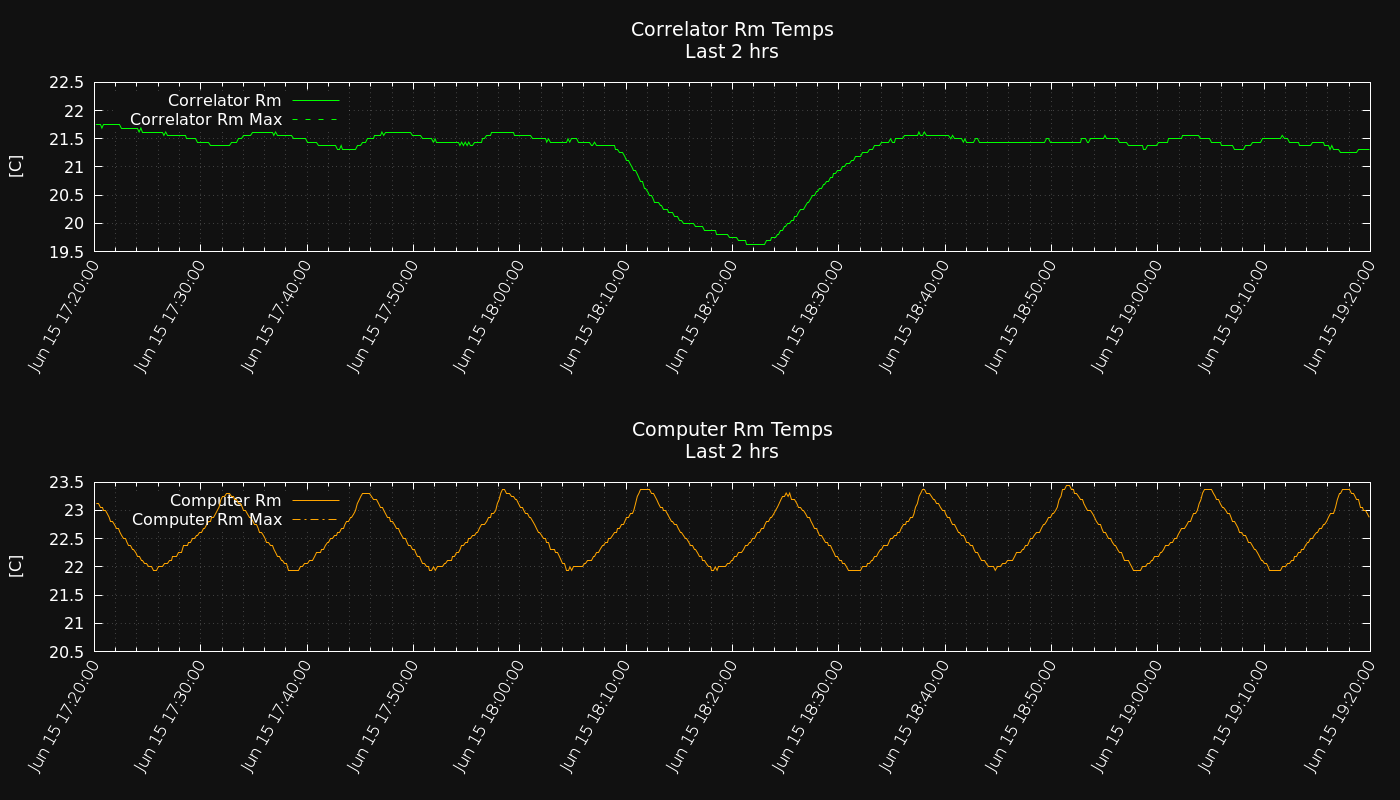 Correlator Rm Temps
Last 2 hrs
22.5
22
21.5
21
20.5
20
19.5
[C]
Correlator Rm
Correlator Rm Max
Jun 15 17:20:00
Jun 15 17:30:00
Jun 15 17:40:00
Jun 15 17:50:00
Jun 15 18:00:00
Jun 15 18:10:00
Jun 15 18:20:00
Jun 15 18:30:00
Jun 15 18:40:00
Jun 15 18:50:00
Jun 15 19:00:00
Jun 15 19:10:00
Jun 15 19:20:00
Computer Rm Temps
Last 2 hrs
23.5
23
22.5
22
21.5
21
20.5
[C]
Computer Rm
Computer Rm Max
Jun 15 17:20:00
Jun 15 17:30:00
Jun 15 17:40:00
Jun 15 17:50:00
Jun 15 18:00:00
Jun 15 18:10:00
Jun 15 18:20:00
Jun 15 18:30:00
Jun 15 18:40:00
Jun 15 18:50:00
Jun 15 19:00:00
Jun 15 19:10:00
Jun 15 19:20:00